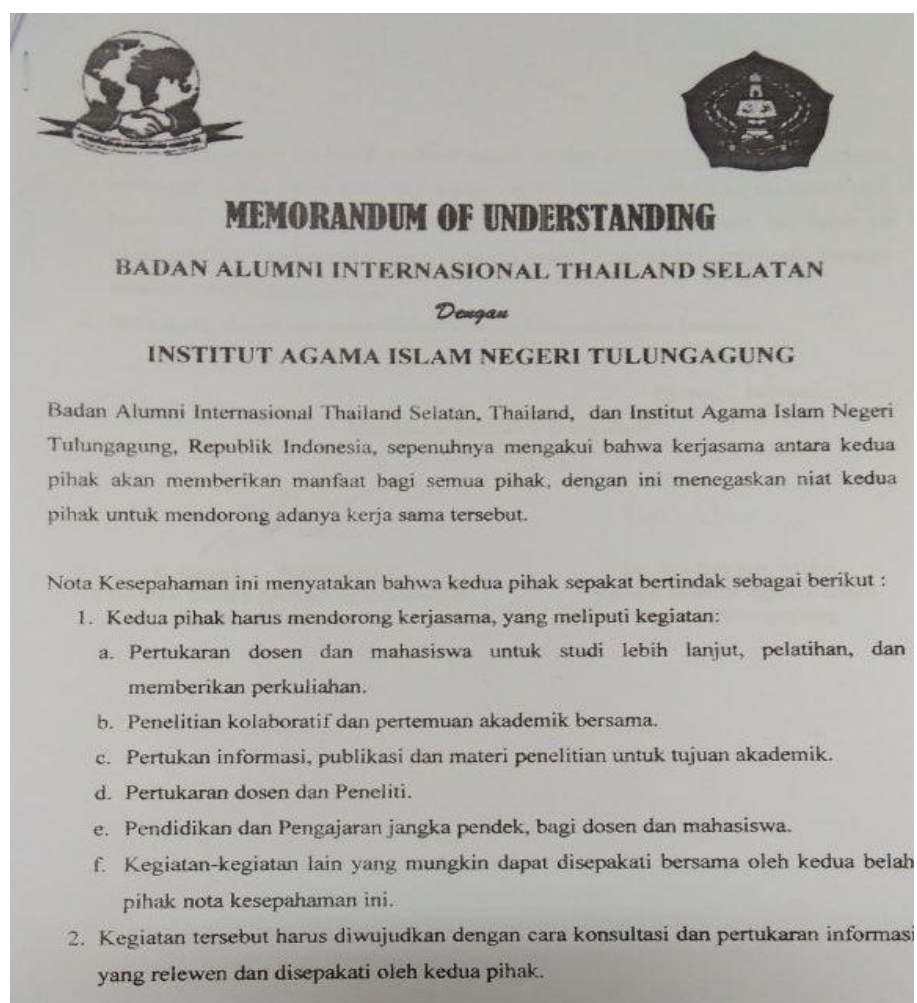 MEMORANDUM OF UNDERSTANDING
BADAN ALUMNI INTERNASIONAL THAILAND SELATAN
Dengan
INSTITUT AGAMA ISLAM NEGERI TULUNGAGUNG
Badan Alumni Internasional Thailand Selatan, Thailand, dan Institut Agama Islam Negeri
Tulungagung, Republik Indonesia, sepenuhnya mengakui bahwa kerjasama antara kedua
pihak akan memberikan manfaat bagi semua pihak, dengan ini menegaskan niat kedua
pihak untuk mendorong adanya kerja sama tersebut.
Nota Kesepahaman ini menyatakan bahwa kedua pihak sepakat bertindak sebagai berikut :
1. Kedua pihak harus mendorong kerjasama, yang meliputi kegiatan:
a. Pertukaran dosen dan mahasiswa untuk studi lebih lanjut, pelatihan, dan
memberikan perkuliahan.
b. Penelitian kolaboratif dan pertemuan akademik bersama.
c. Pertukan informasi, publikasi dan materi penelitian untuk tujuan akademik.
d. Pertukaran dosen dan Peneliti.
e. Pendidikan dan Pengajaran jangka pendek, bagi dosen dan mahasiswa.
f. Kegiatan-kegiatan lain yang mungkin dapat disepakati bersama oleh kedua belah
pihak nota kesepahaman ini.
2. Kegiatan tersebut harus diwujudkan dengan cara konsultasi dan pertukaran informasi
yang relewen dan disepakati oleh kedua pihak.